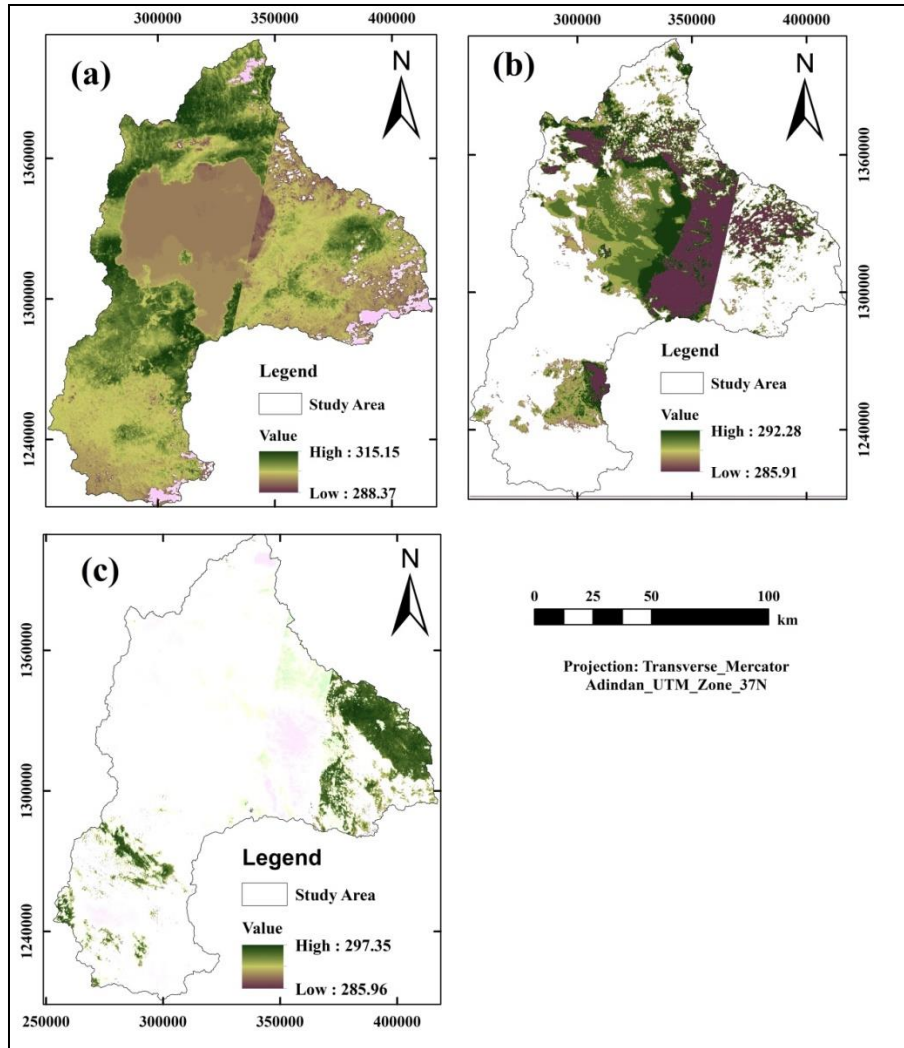 300000 350000 400000
300000 350000 400000
(a)
N
1360000
1300000
1240000
Legend
Study Area
Value
High : 315.15
Low : 288.37
(b)
N
1360000
1300000
1240000
Legend
Study Area
Value
High : 292.28
Low : 285.91
(c)
N
1360000
1300000
1240000
Legend
Study Area
Value
High : 297.35
Low : 285.96
250000 300000 350000 400000
0 25 50 100
km
Projection: Transverse_Mercator
Adindan_UTM_Zone_37N